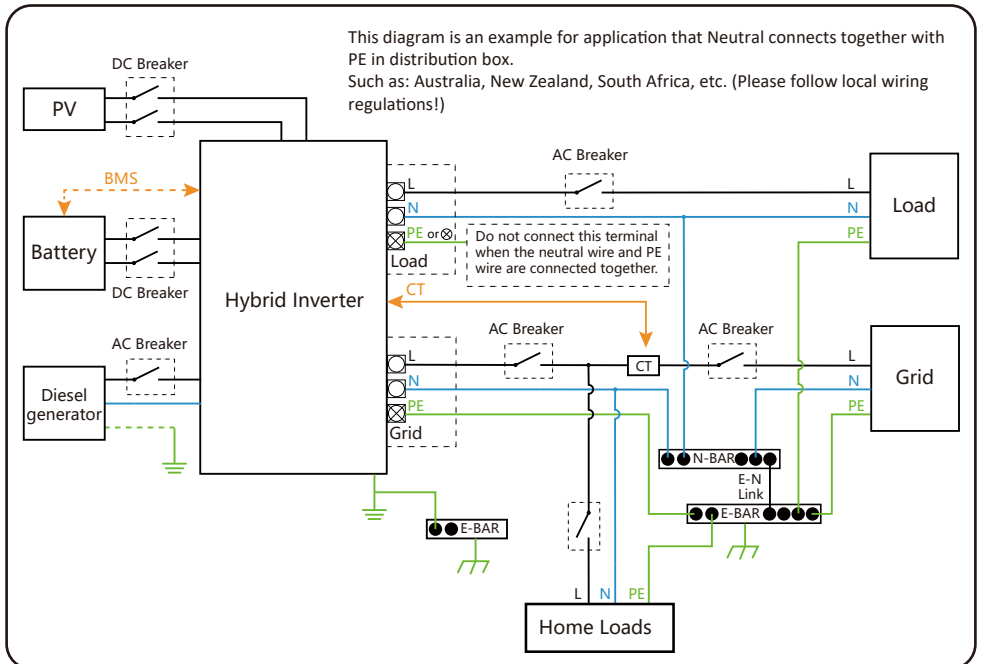 This diagram is an example for application that Neutral connects together with
PE in distribution box.
Such as: Australia, New Zealand, South Africa, etc. (Please follow local wiring
regulations!)
DC Breaker
PV
BMS
Battery
DC Breaker
AC Breaker
Diesel
generator
Hybrid Inverter
L
N
PE or
Load
Do not connect this terminal
when the neutral wire and PE
wire are connected together.
AC Breaker
L
N
PE
Load
CT
AC Breaker
CT
AC Breaker
L
N
PE
Grid
L
N
PE
Grid
N-BAR
E-N
Link
E-BAR
E-BAR
L N PE
Home Loads